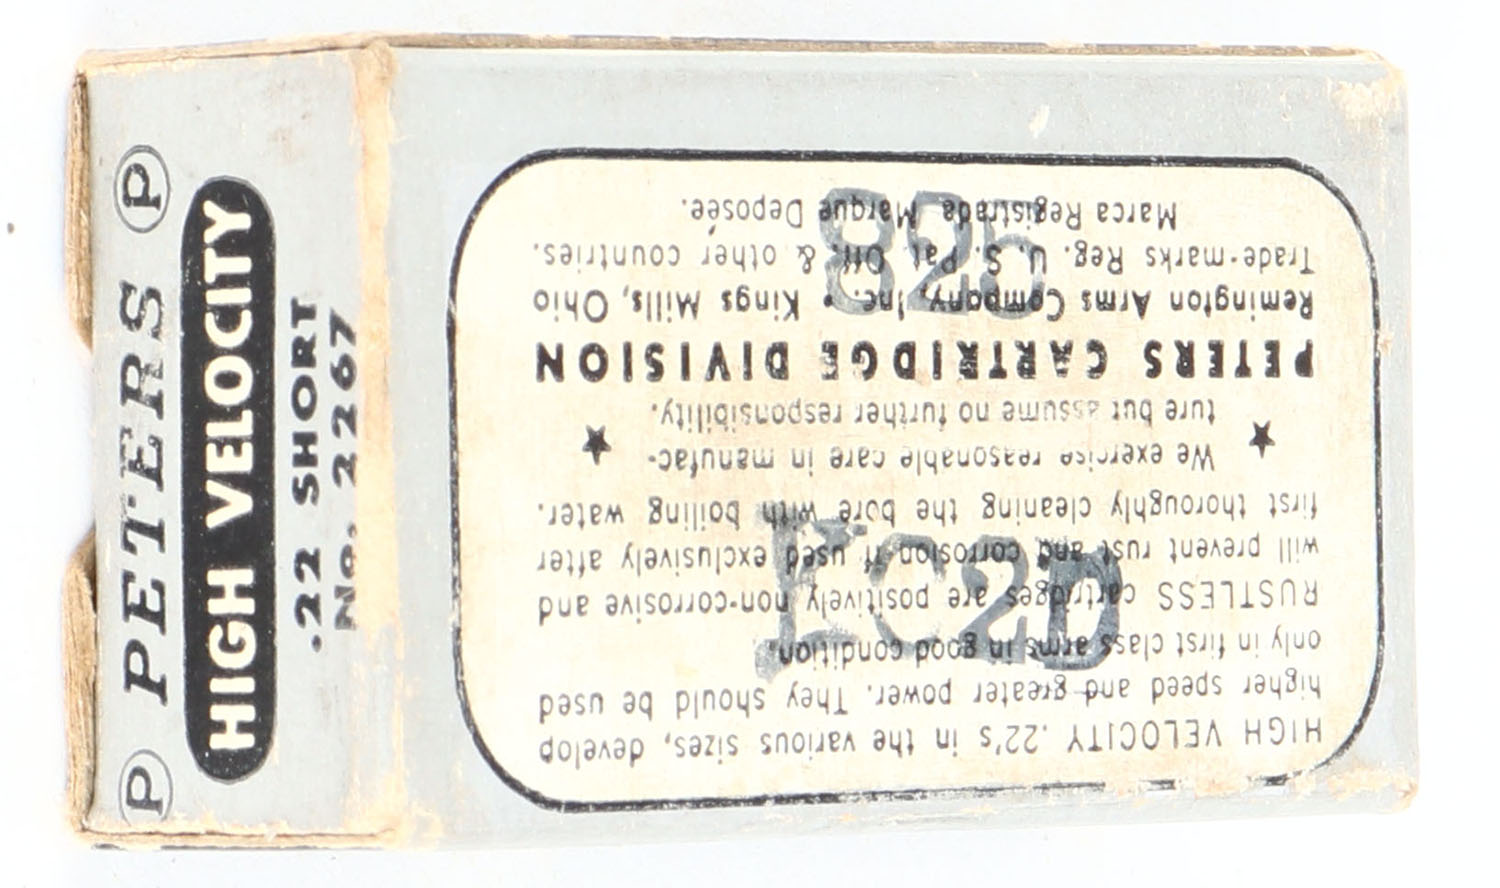 P PETERS P
HIGH VELOCITY
.22 SHORT
No. 2267
HIGH VELOCITY .22's in the various sizes, develop
higher speed and greater power. They should be used
only in first class arms in good condition.
RUSTLESS cartridges are positively non-corrosive and
will prevent rust and corrosion if used exclusively after
first thoroughly cleaning the bore with boiling water.
We exercise reasonable care in manufac-
ture but assume no further responsibility.
PETERS CARTRIDGE DIVISION
Remington Arms Company, Inc. • Kings Mills, Ohio
Trade-marks Reg. U. S. Pat Off. & other countries.
Marca Registrada Marque Deposée.
825